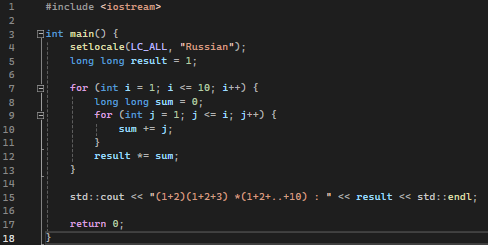 1 #include <iostream>
2
3 int main() {
4 setlocale(LC_ALL, "Russian");
5 long long result = 1;
6
7 for (int i = 1; i <= 10; i++) {
8 long long sum = 0;
9 for (int j = 1; j <= i; j++) {
10 sum += j;
11 }
12 result *= sum;
13 }
14
15 std::cout << "(1+2)(1+2+3) *(1+2+..+10) : " << result << std::endl;
16
17 return 0;
18 }